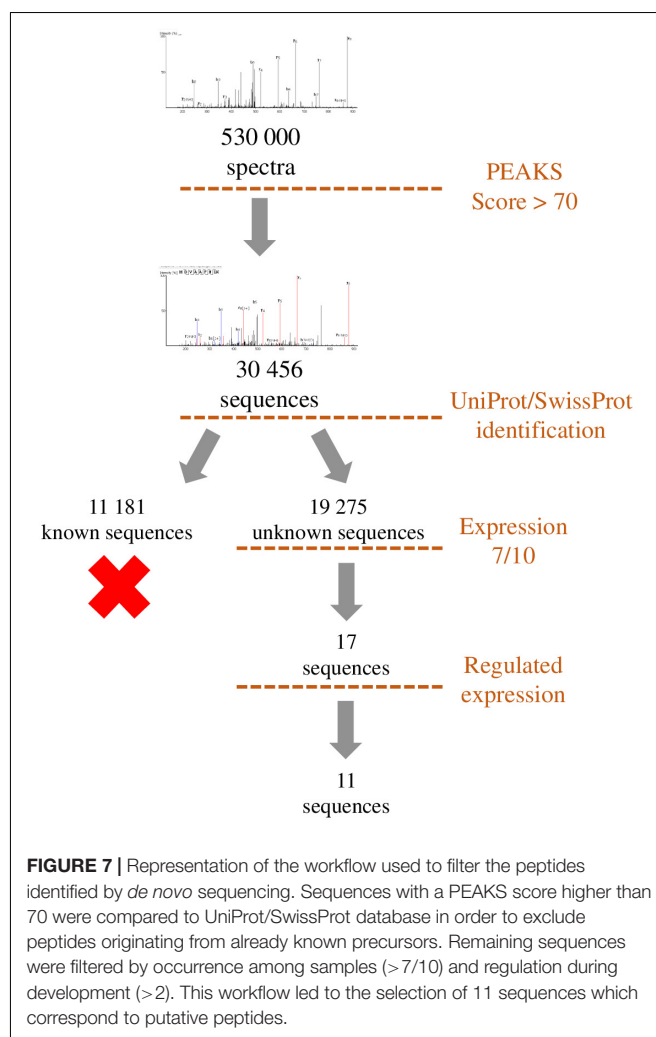 530 000
spectra
PEAKS
Score > 70
30 456
sequences
UniProt/SwissProt
identification
11 181
known sequences
19 275
unknown sequences
Expression
7/10
17
sequences
Regulated
expression
11
sequences
FIGURE 7 | Representation of the workflow used to filter the peptides
identified by de novo sequencing. Sequences with a PEAKS score higher than
70 were compared to UniProt/SwissProt database in order to exclude
peptides originating from already known precursors. Remaining sequences
were filtered by occurrence among samples (>7/10) and regulation during
development (>2). This workflow led to the selection of 11 sequences which
correspond to putative peptides.